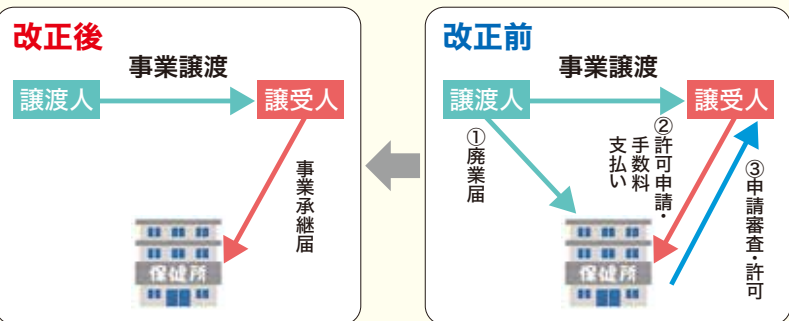 改正後
事業譲渡
譲渡人
譲受人
事業承継届
保健所
改正前
事業譲渡
譲渡人
譲受人
①廃業届
②許可申請・
手数料
支払い
③申請審査・許可
保健所